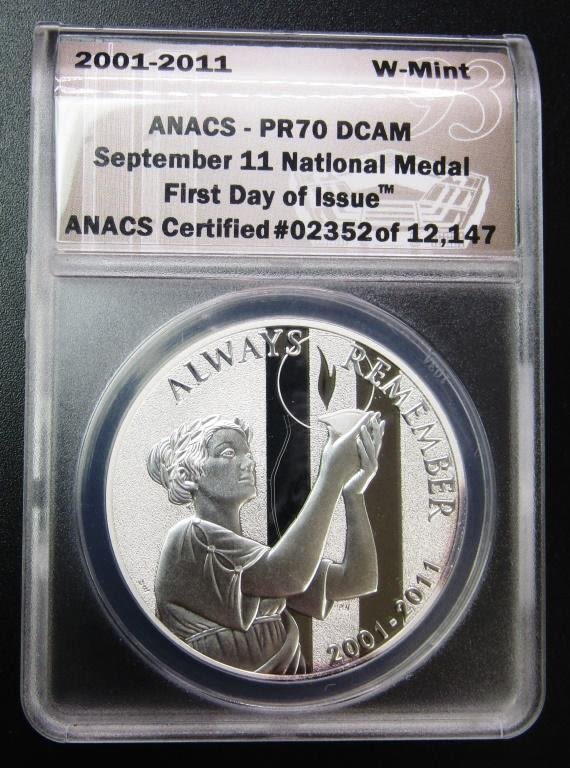 2001-2011 W-Mint
ANACS - PR70 DCAM
September 11 National Medal
First Day of Issue™
ANACS Certified #02352 of 12,147
ALWAYS REMEMBER
2001-2011